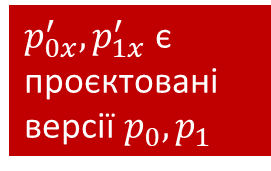 p′₀ₓ, p′₁ₓ є
проєктовані
версії p₀, p₁